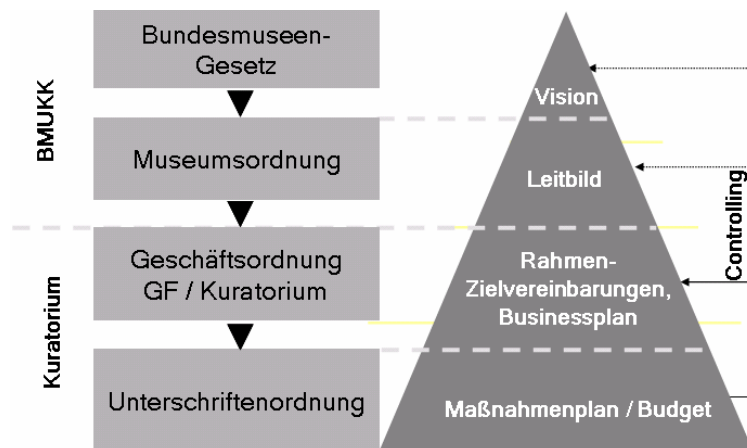 BMUKK
Bundesmuseen-
Gesetz
Museumsordnung
Kuratorium
Geschäftsordnung
GF / Kuratorium
Unterschriftenordnung
Vision
Leitbild
Rahmen-
Zielvereinbarungen,
Businessplan
Maßnahmenplan / Budget
Controlling